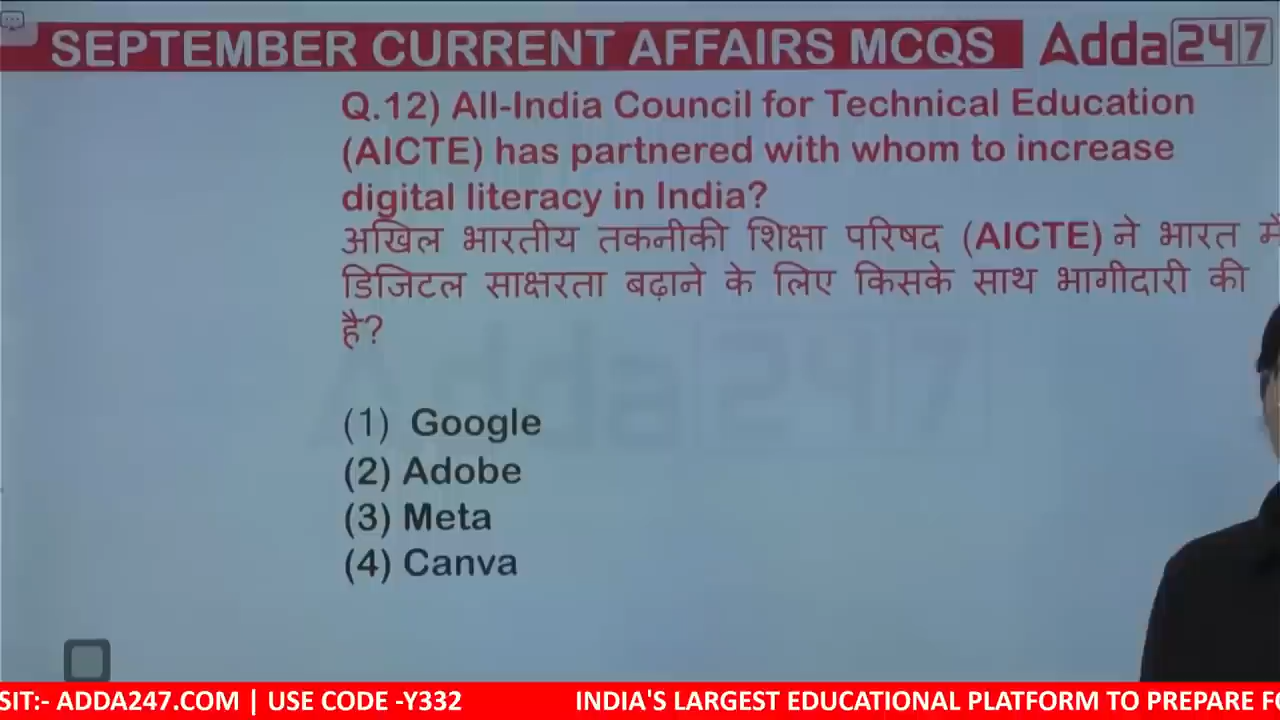 SEPTEMBER CURRENT AFFAIRS MCQS
Adda247
Q.12) All-India Council for Technical Education
(AICTE) has partnered with whom to increase
digital literacy in India?
अखिल भारतीय तकनीकी शिक्षा परिषद (AICTE) ने भारत में
डिजिटल साक्षरता बढ़ाने के लिए किसके साथ भागीदारी की
है?
Adda247
(1) Google
(2) Adobe
(3) Meta
(4) Canva
SIT:- ADDA247.COM | USE CODE -Y332 INDIA'S LARGEST EDUCATIONAL PLATFORM TO PREPARE